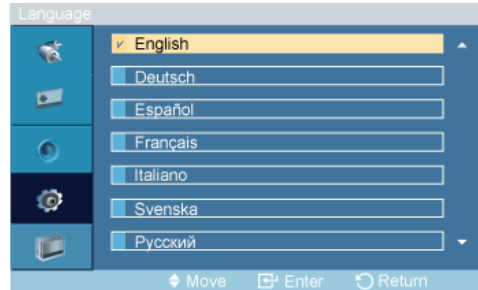 Language
English
Deutsch
Español
Français
Italiano
Svenska
Русский
Move Enter Return